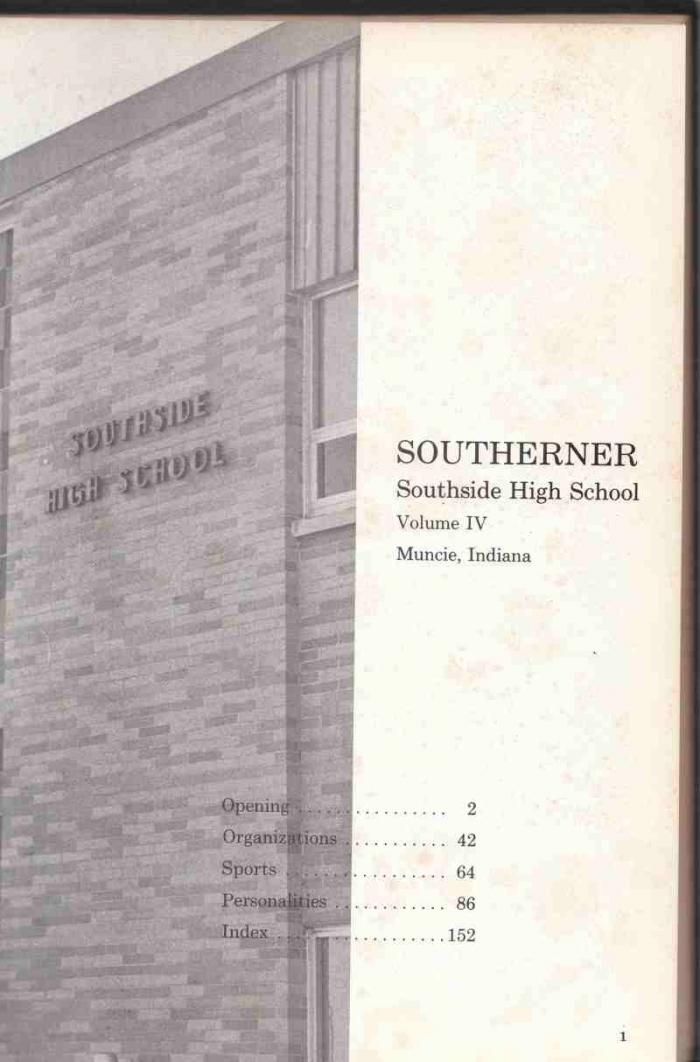 SOUTHSIDE
HIGH SCHOOL
SOUTHERNER
Southside High School
Volume IV
Muncie, Indiana
Opening ................ 2
Organizations .......... 42
Sports ................. 64
Personalities ........... 86
Index ....................152
1